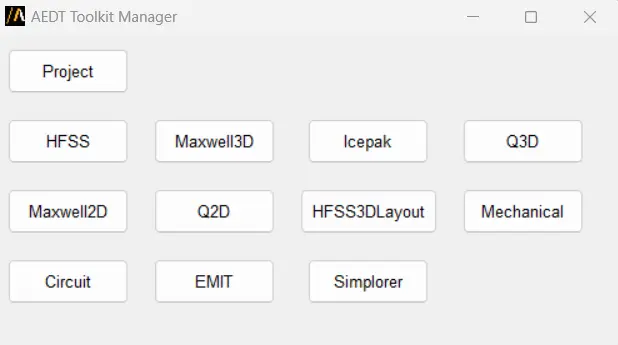 AEDT Toolkit Manager
Project
HFSS Maxwell3D Icepak Q3D
Maxwell2D Q2D HFSS3DLayout Mechanical
Circuit EMIT Simplorer